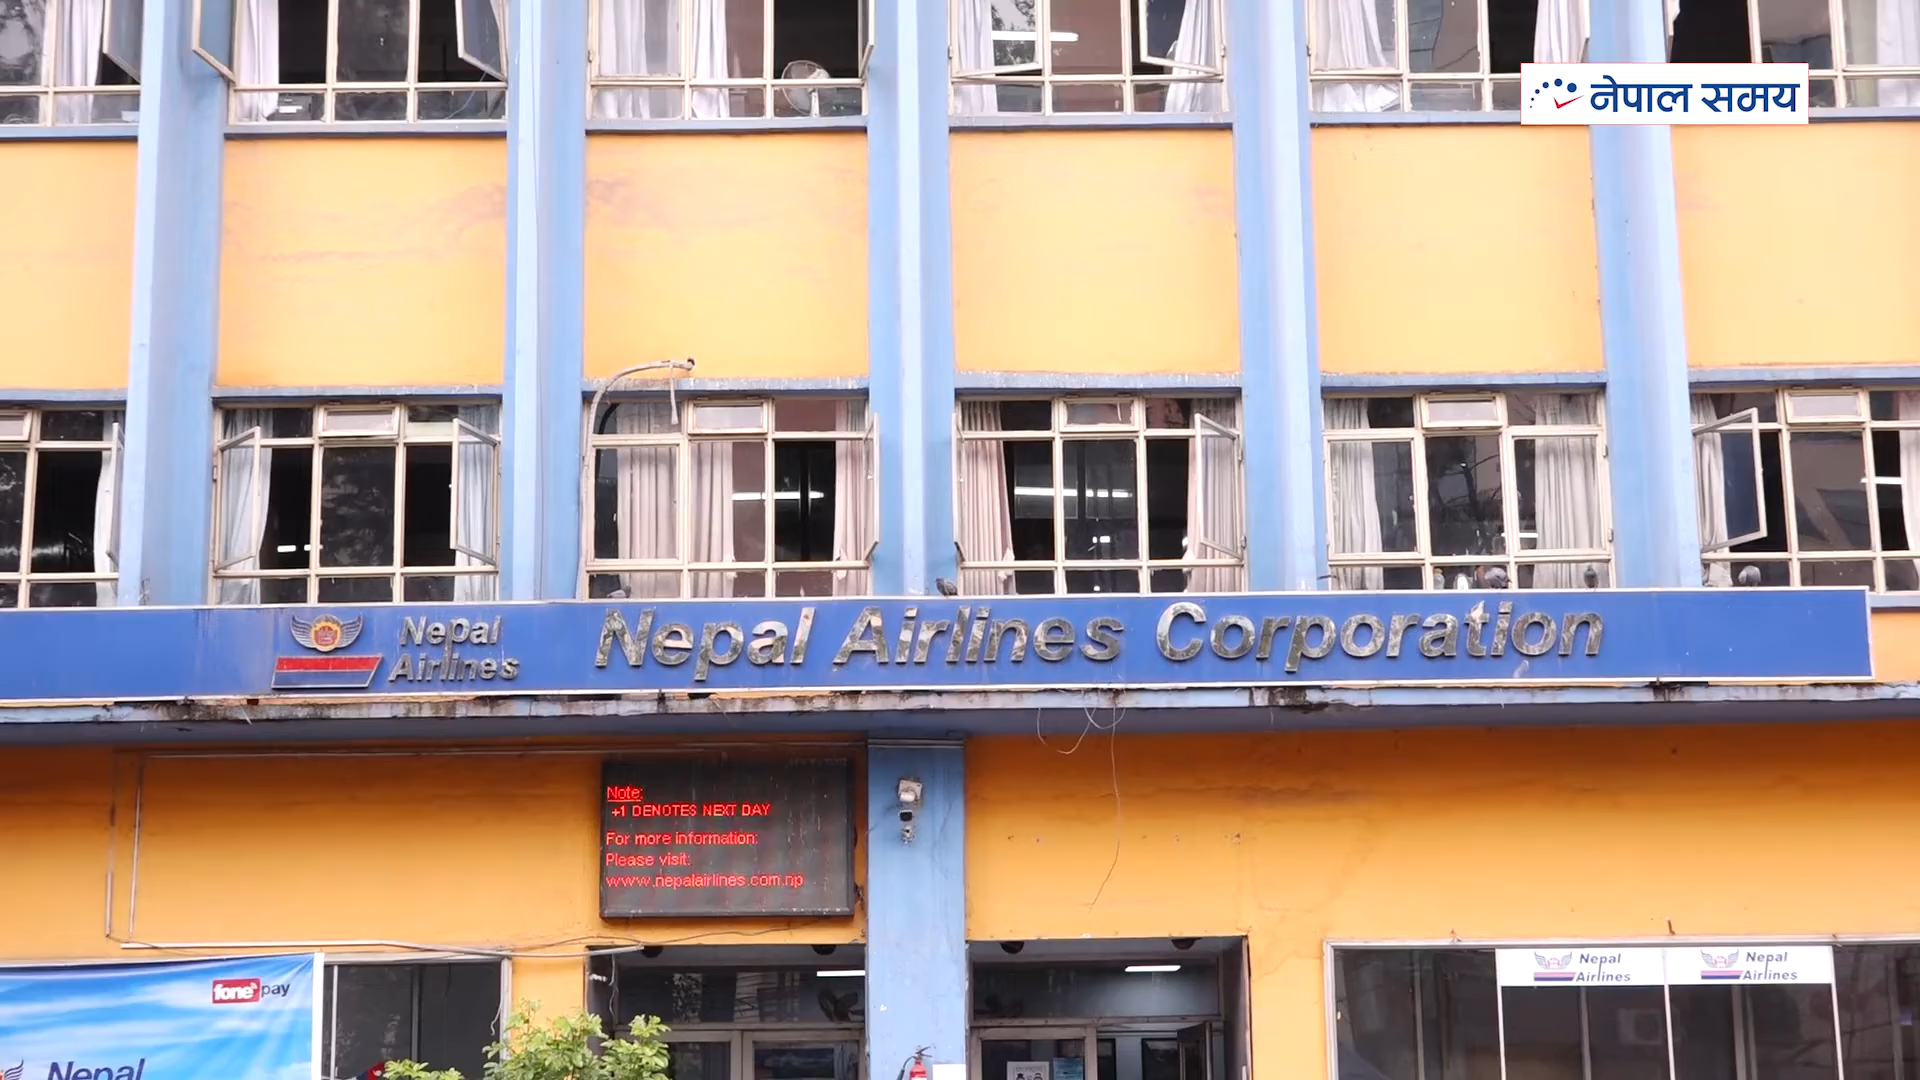 नेपाल समय
Nepal
Airlines
Nepal Airlines Corporation
Note:
+1 DENOTES NEXT DAY
For more information:
Please visit:
www.nepalairlines.com.np
fonepay
Nepal
Nepal
Airlines
Nepal
Airlines